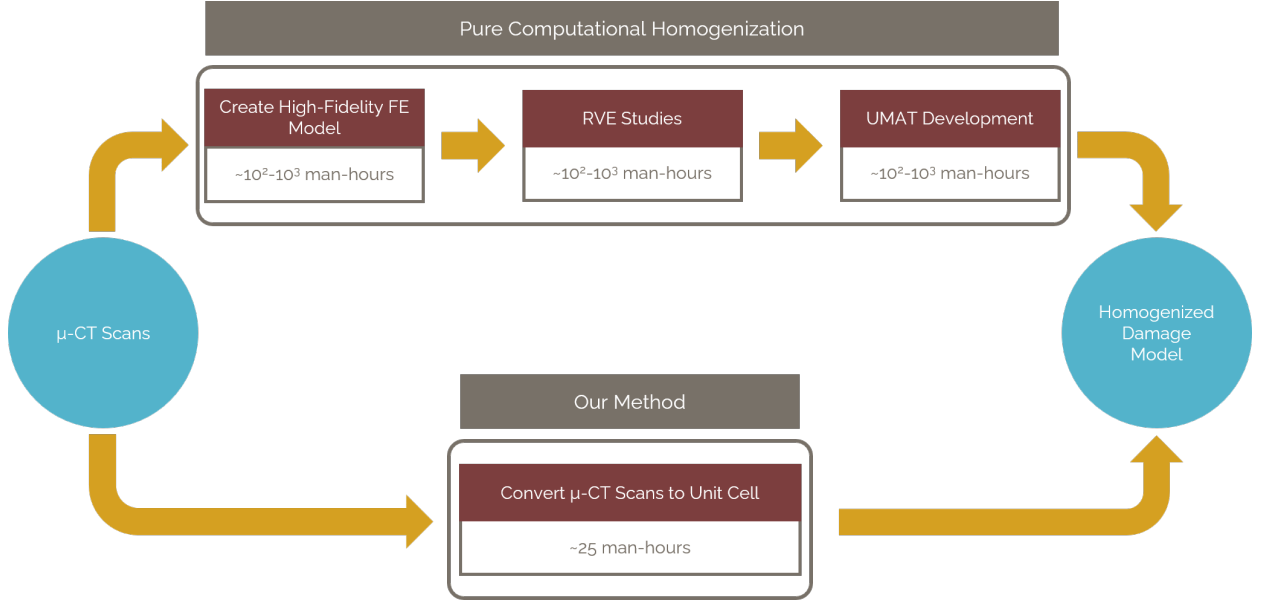 Pure Computational Homogenization
Create High-Fidelity FE
Model
~10²-10³ man-hours
RVE Studies
~10²-10³ man-hours
UMAT Development
~10²-10³ man-hours
µ-CT Scans
Homogenized
Damage
Model
Our Method
Convert µ-CT Scans to Unit Cell
~25 man-hours